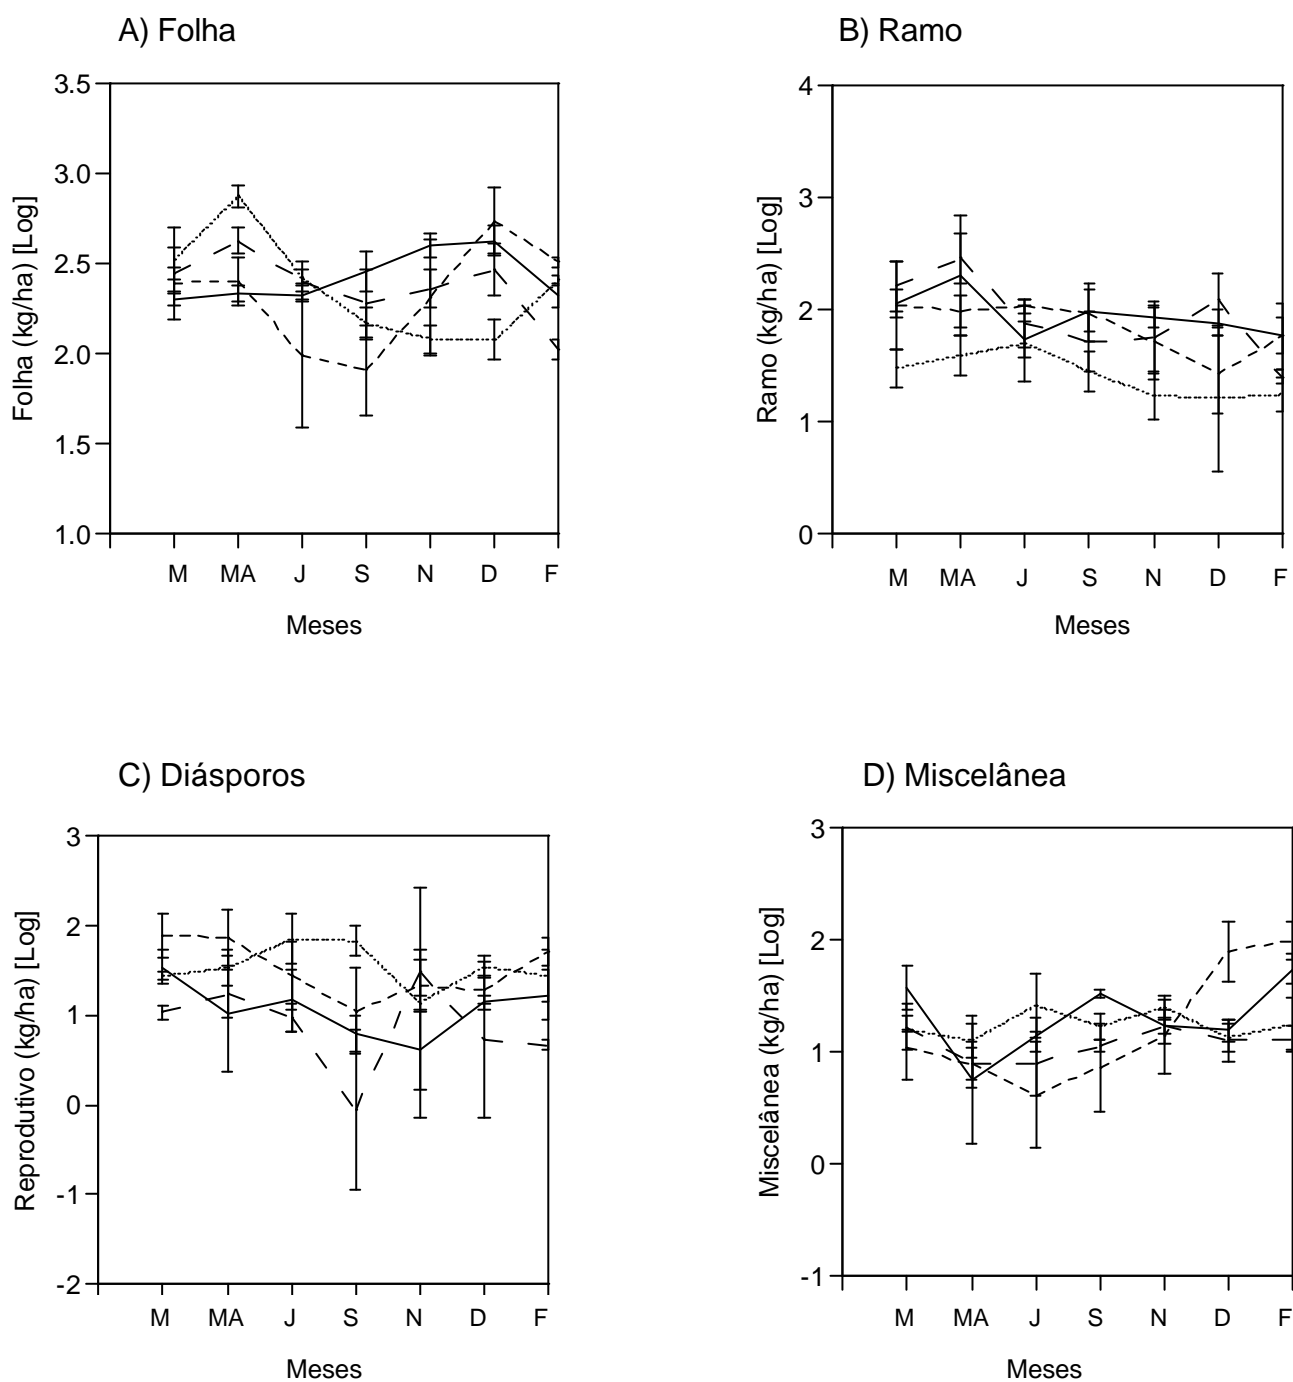 A) Folha
3.5
3.0
2.5
2.0
1.5
1.0
Folha (kg/ha) [Log]
M MA J S N D F
Meses
B) Ramo
4
3
2
1
0
Ramo (kg/ha) [Log]
M MA J S N D F
Meses
C) Diásporos
3
2
1
0
-1
-2
Reprodutivo (kg/ha) [Log]
M MA J S N D F
Meses
D) Miscelânea
3
2
1
0
-1
Miscelânea (kg/ha) [Log]
M MA J S N D F
Meses